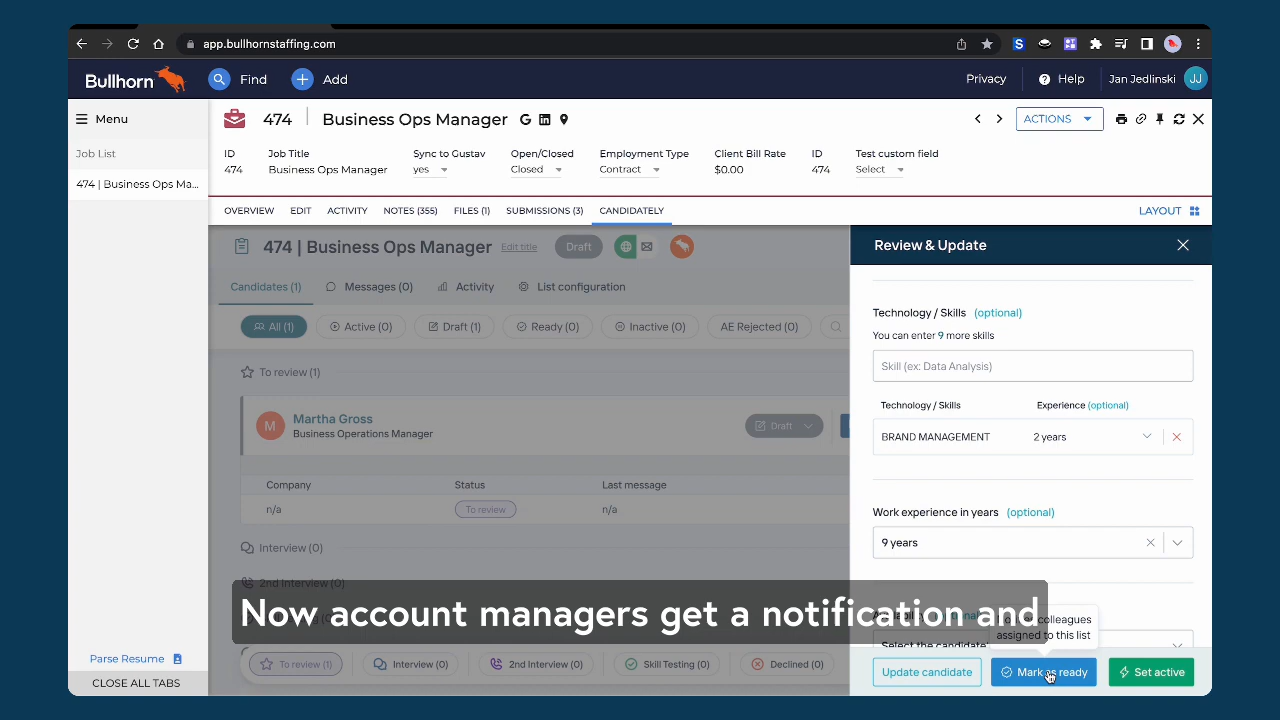 app.bullhornstaffing.com
Bullhorn
Find
Add
Privacy
Help
Jan Jedlinski
JJ
Menu
Job List
474 | Business Ops Ma...
474
Business Ops Manager
ACTIONS
ID
Job Title
Sync to Gustav
Open/Closed
Employment Type
Client Bill Rate
ID
Test custom field
474
Business Ops Manager
yes
Closed
Contract
$0.00
474
Select
OVERVIEW
EDIT
ACTIVITY
NOTES (355)
FILES (1)
SUBMISSIONS (3)
CANDIDATELY
LAYOUT
474 | Business Ops Manager
Edit title
Draft
Candidates (1)
Messages (0)
Activity
List configuration
All (1)
Active (0)
Draft (1)
Ready (0)
Inactive (0)
AE Rejected (0)
To review (1)
M
Martha Gross
Business Operations Manager
Draft
Company
Status
Last message
n/a
To review
n/a
Interview (0)
2nd Interview (0)
To review (1)
Interview (0)
2nd Interview (0)
Skill Testing (0)
Declined (0)
Review & Update
Technology / Skills (optional)
You can enter 9 more skills
Skill (ex: Data Analysis)
Technology / Skills
Experience (optional)
BRAND MANAGEMENT
2 years
Work experience in years (optional)
9 years
colleagues
assigned to this list
Select the candidate
Update candidate
Mark as ready
Set active
Now account managers get a notification and
Parse Resume
CLOSE ALL TABS